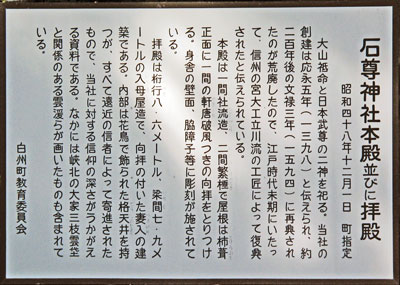 石尊神社本殿並びに拝殿
昭和四十八年十二月一日 町指定
大山祗命と日本武尊の二神を祀る。当社の
創建は応永五年(一三九八)と伝えられ、約
二百年後の文禄三年(一五九四)に再興され
たのが荒廃したので、江戸時代末期にいたっ
て、信州の宮大工立川流の工匠によって復興
されたと伝えられている。
本殿は一間社流造、二間繁棰で屋根は柿葺
正面に一間の軒唐破風つきの向拝をとりつけ
る。身舎の壁面、脇障子等に彫刻が施されて
いる。
拝殿は桁行八・六メートル、梁間七・九メ
ートルの入母屋造で、向拝の付いた妻入の建
築である。内部は花鳥で飾られた格天井を持
つが、すべて遠近の信者によって寄進された
もので、当社に対する信仰の深さがうかがえ
る資料である。なかには峡北の大家三枝雲岱
と関係のある雲渓らが画いたものも含まれて
いる。
白州町教育委員会